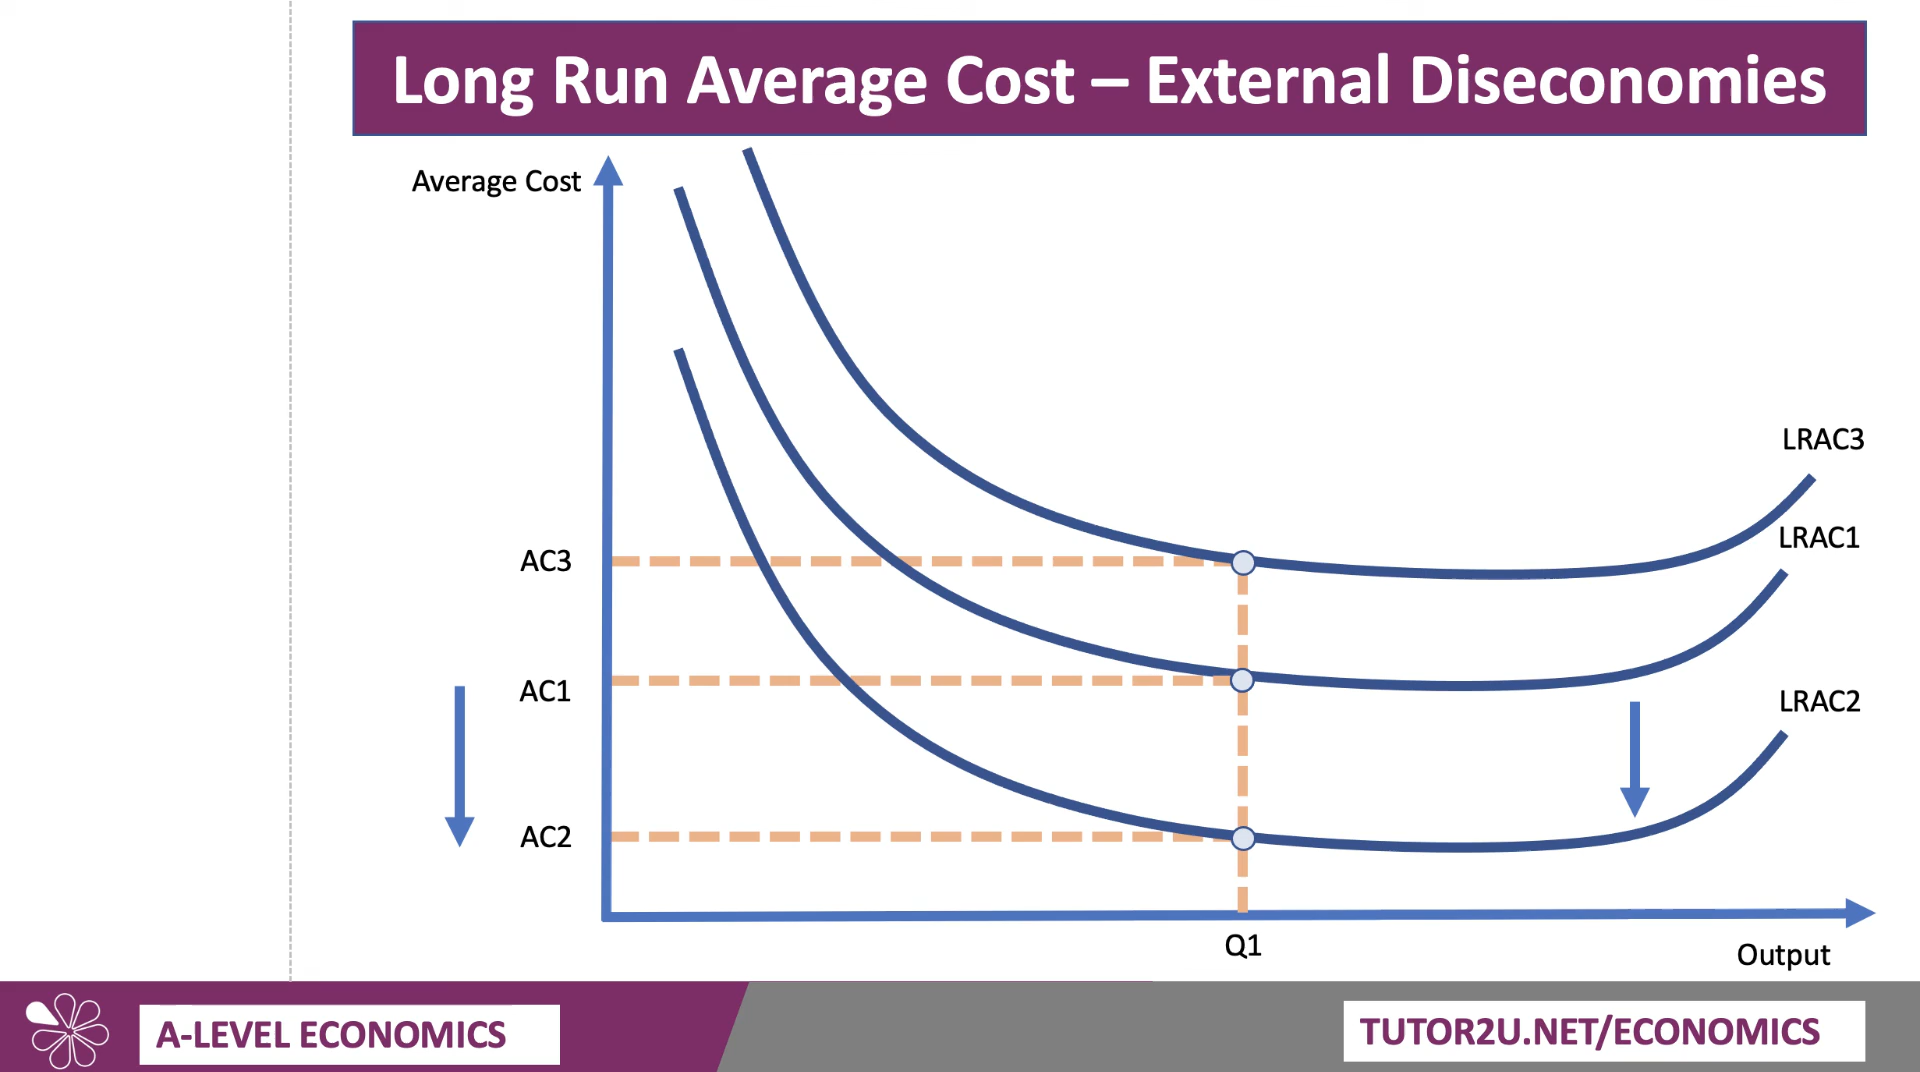 Long Run Average Cost – External Diseconomies
Average Cost
LRAC3
LRAC1
AC3
AC1
LRAC2
AC2
Q1
Output
A-LEVEL ECONOMICS
TUTOR2U.NET/ECONOMICS